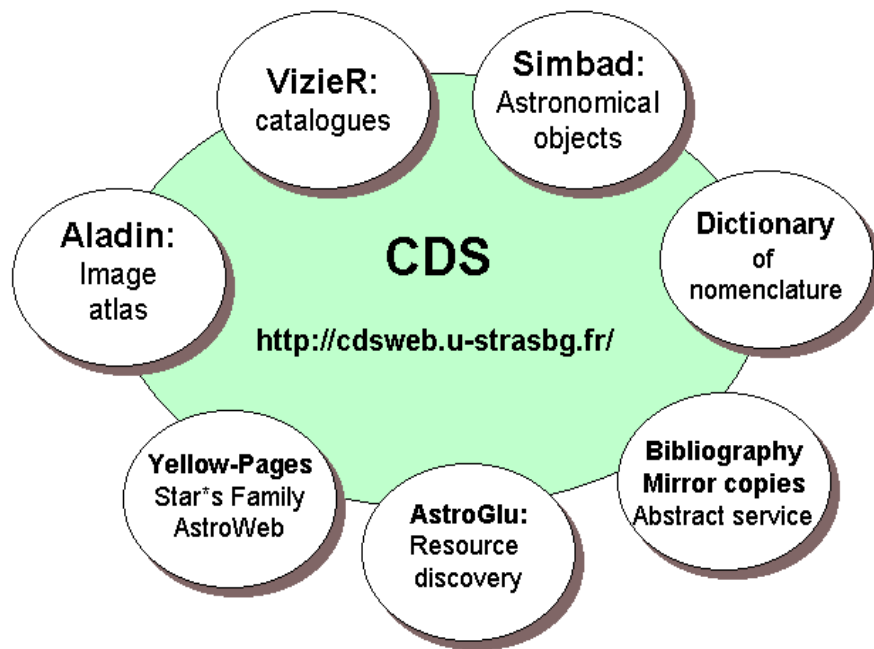 VizieR:
catalogues
Simbad:
Astronomical
objects
Aladin:
Image
atlas
CDS
http://cdsweb.u-strasbg.fr/
Dictionary
of
nomenclature
Yellow-Pages
Star*s Family
AstroWeb
AstroGlu:
Resource
discovery
Bibliography
Mirror copies
Abstract service